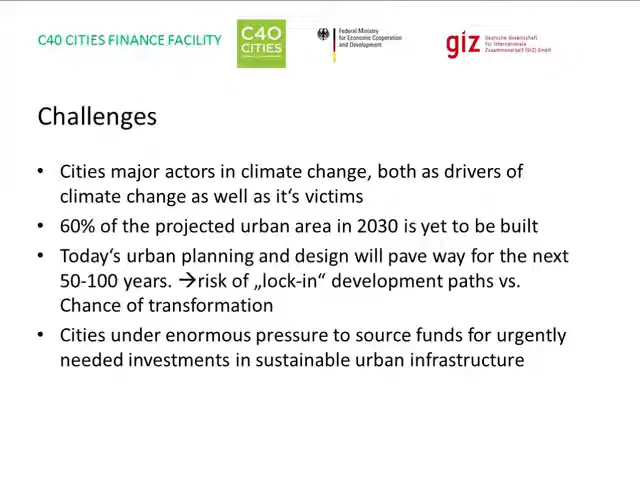 C40 CITIES FINANCE FACILITY
C40
CITIES
Federal Ministry
for Economic Cooperation
and Development
giz
Deutsche Gesellschaft
für Internationale
Zusammenarbeit (GIZ) GmbH
Challenges
• Cities major actors in climate change, both as drivers of
climate change as well as it‘s victims
• 60% of the projected urban area in 2030 is yet to be built
• Today‘s urban planning and design will pave way for the next
50-100 years. →risk of „lock-in“ development paths vs.
Chance of transformation
• Cities under enormous pressure to source funds for urgently
needed investments in sustainable urban infrastructure